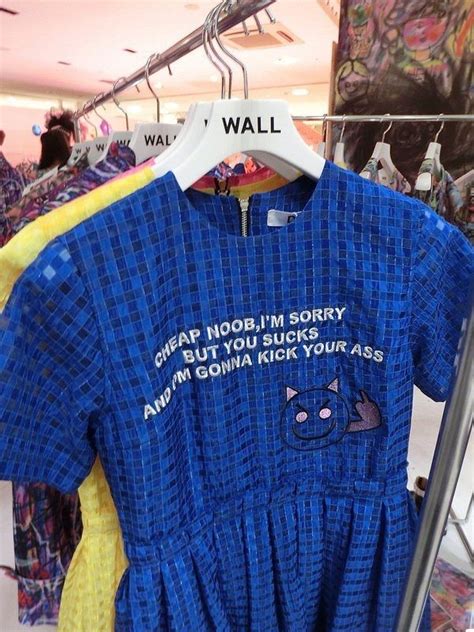 WALL
WALL
CHEAP NOOB,I'M SORRY
BUT YOU SUCKS
AND I'M GONNA KICK YOUR ASS